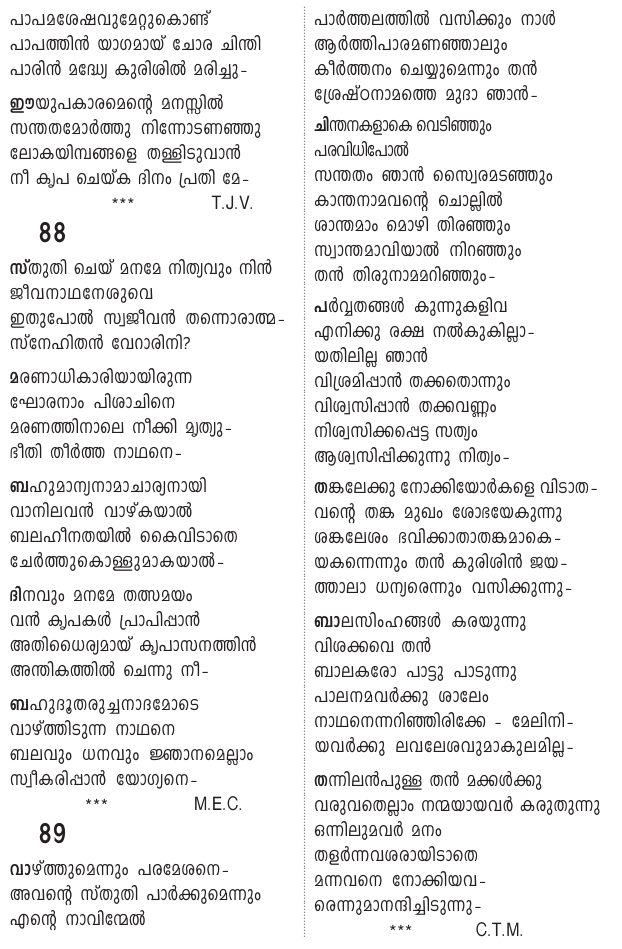 പാപമശേഷവുമേറ്റുകൊണ്ട്
പാപത്തിൻ യാഗമായ് ചോര ചിന്തി
പാരിൻ മദ്ധ്യേ കുരിശിൽ മരിച്ചു-
ഈയുപകാരമെന്റെ മനസ്സിൽ
സന്തതമോർത്തു നിന്നോടണഞ്ഞു
ലോകയിമ്പങ്ങളെ തള്ളിടുവാൻ
നീ കൃപ ചെയ്ക ദിനം പ്രതി മേ-
*** T.J.V.
88
സ്തുതി ചെയ് മനമേ നിത്യവും നിൻ
ജീവനാഥനേശുവെ
ഇതുപോൽ സ്വജീവൻ തന്നൊരാത്മ-
സ്നേഹിതൻ വേറാരിനി?
മരണാധികാരിയായിരുന്ന
ഘോരനാം പിശാചിനെ
മരണത്തിനാലെ നീക്കി മൃത്യു-
ഭീതി തീർത്ത നാഥനെ-
ബഹുമാന്യനാമാചാര്യനായി
വാനിലവൻ വാഴ്കയാൽ
ബലഹീനതയിൽ കൈവിടാതെ
ചേർത്തുകൊള്ളുമാകയാൽ-
ദിനവും മനമേ തത്സമയം
വൻ കൃപകൾ പ്രാപിപ്പാൻ
അതിധൈര്യമായ് കൃപാസനത്തിൻ
അന്തികത്തിൽ ചെന്നു നീ-
ബഹുദൂതരുച്ചനാദമോടെ
വാഴ്ത്തിടുന്ന നാഥനെ
ബലവും ധനവും ജ്ഞാനമെല്ലാം
സ്വീകരിപ്പാൻ യോഗ്യനെ-
*** M.E.C.
89
വാഴ്ത്തുമെന്നും പരമേശനെ-
അവന്റെ സ്തുതി പാർക്കുമെന്നും
എന്റെ നാവിന്മേൽ
പാർത്തലത്തിൽ വസിക്കും നാൾ
ആർത്തിപാരമണഞ്ഞാലും
കീർത്തനം ചെയ്യുമെന്നും തൻ
ശ്രേഷ്ഠനാമത്തെ മുദാ ഞാൻ-
ചിന്തനകളാകെ വെടിഞ്ഞും
പരവിധിപോൽ
സന്തതം ഞാൻ സ്വൈരമടഞ്ഞും
കാന്തനാമവന്റെ ചൊല്ലിൽ
ശാന്തമാം മൊഴി തിരഞ്ഞും
സ്വാന്തമാവിയാൽ നിറഞ്ഞും
തൻ തിരുനാമമറിഞ്ഞും-
പർവ്വതങ്ങൾ കുന്നുകളിവ
എനിക്കു രക്ഷ നൽകുകില്ലാ-
യതിലില്ല ഞാൻ
വിശ്രമിപ്പാൻ തക്കതൊന്നും
വിശ്വസിപ്പാൻ തക്കവണ്ണം
നിശ്വസിക്കപ്പെട്ട സത്യം
ആശ്വസിപ്പിക്കുന്നു നിത്യം-
തങ്കലേക്കു നോക്കിയോർകളെ വിടാത-
വന്റെ തങ്ക മുഖം ശോഭയേകുന്നു
ശങ്കലേശം ഭവിക്കാതാതങ്കമാകെ-
യകന്നെന്നും തൻ കുരിശിൻ ജയ-
ത്താലാ ധന്യരെന്നും വസിക്കുന്നു-
ബാലസിംഹങ്ങൾ കരയുന്നു
വിശക്കവെ തൻ
ബാലകരോ പാട്ടു പാടുന്നു
പാലനമവർക്കു ശാലേം
നാഥനെന്നറിഞ്ഞിരിക്കേ - മേലിനി-
യവർക്കു ലവലേശവുമാകുലമില്ല-
തന്നിലൻപുള്ള തൻ മക്കൾക്കു
വരുവതെല്ലാം നന്മയായവർ കരുതുന്നു
ഒന്നിലുമവർ മനം
തളർന്നവശരായിടാതെ
മന്നവനെ നോക്കിയവ-
രെന്നുമാനന്ദിച്ചിടുന്നു-
*** C.T.M.